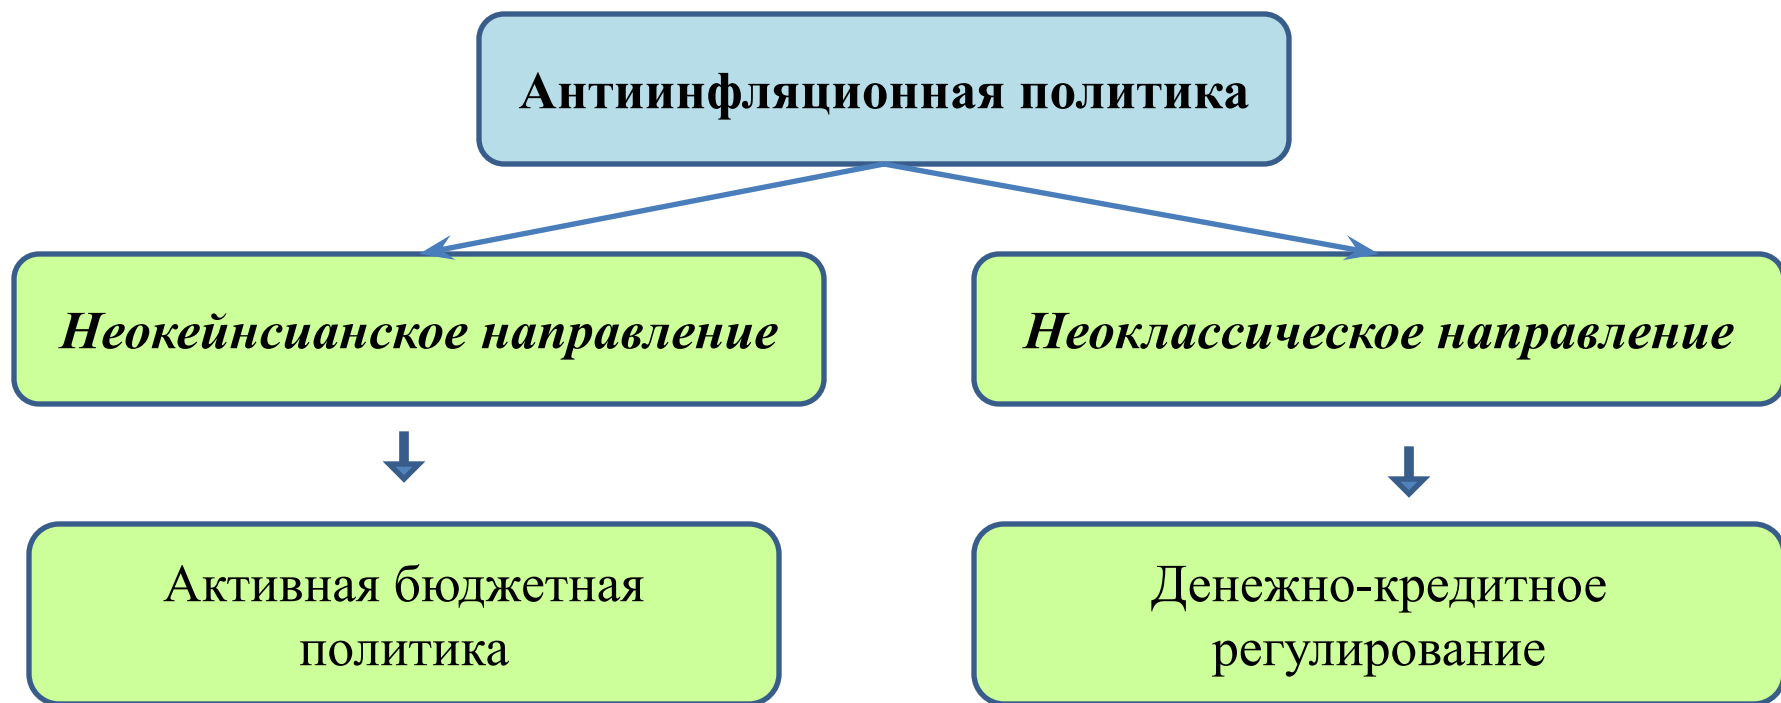 Антиинфляционная политика
Неокейнсианское направление
Неоклассическое направление
Активная бюджетная
политика
Денежно-кредитное
регулирование